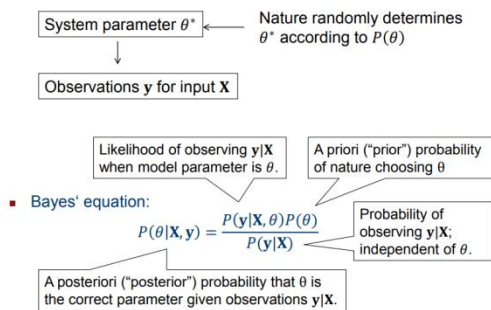 System parameter θ*
Nature randomly determines
θ* according to P(θ)
Observations y for input X
Likelihood of observing y|X
when model parameter is θ.
A priori ("prior") probability
of nature choosing θ
▪ Bayes' equation:
P(θ|X, y) = P(y|X, θ)P(θ) / P(y|X)
Probability of
observing y|X;
independent of θ.
A posteriori ("posterior") probability that θ is
the correct parameter given observations y|X.